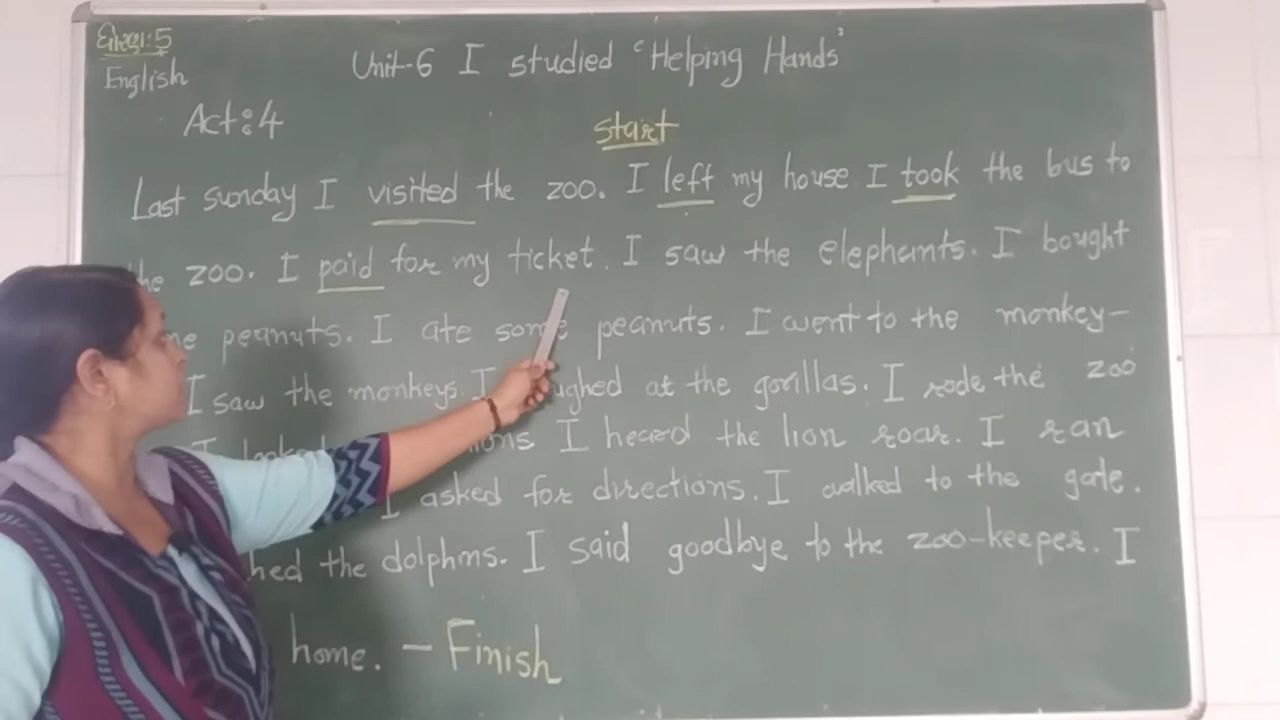 ધોરણ:5
English
Unit-6 I studied 'Helping Hands'
Act:4
Start
Last sunday I visited the zoo. I left my house I took the bus to
the zoo. I paid for my ticket. I saw the elephants. I bought
peanuts. I ate some peanuts. I went to the monkey-
I saw the monkeys. I at the gorillas. I rode the zoo
I I heard the lion roar. I ran
I asked for directions. I walked to the gate.
the dolphins. I said goodbye to the zoo-keeper. I
home. - Finish